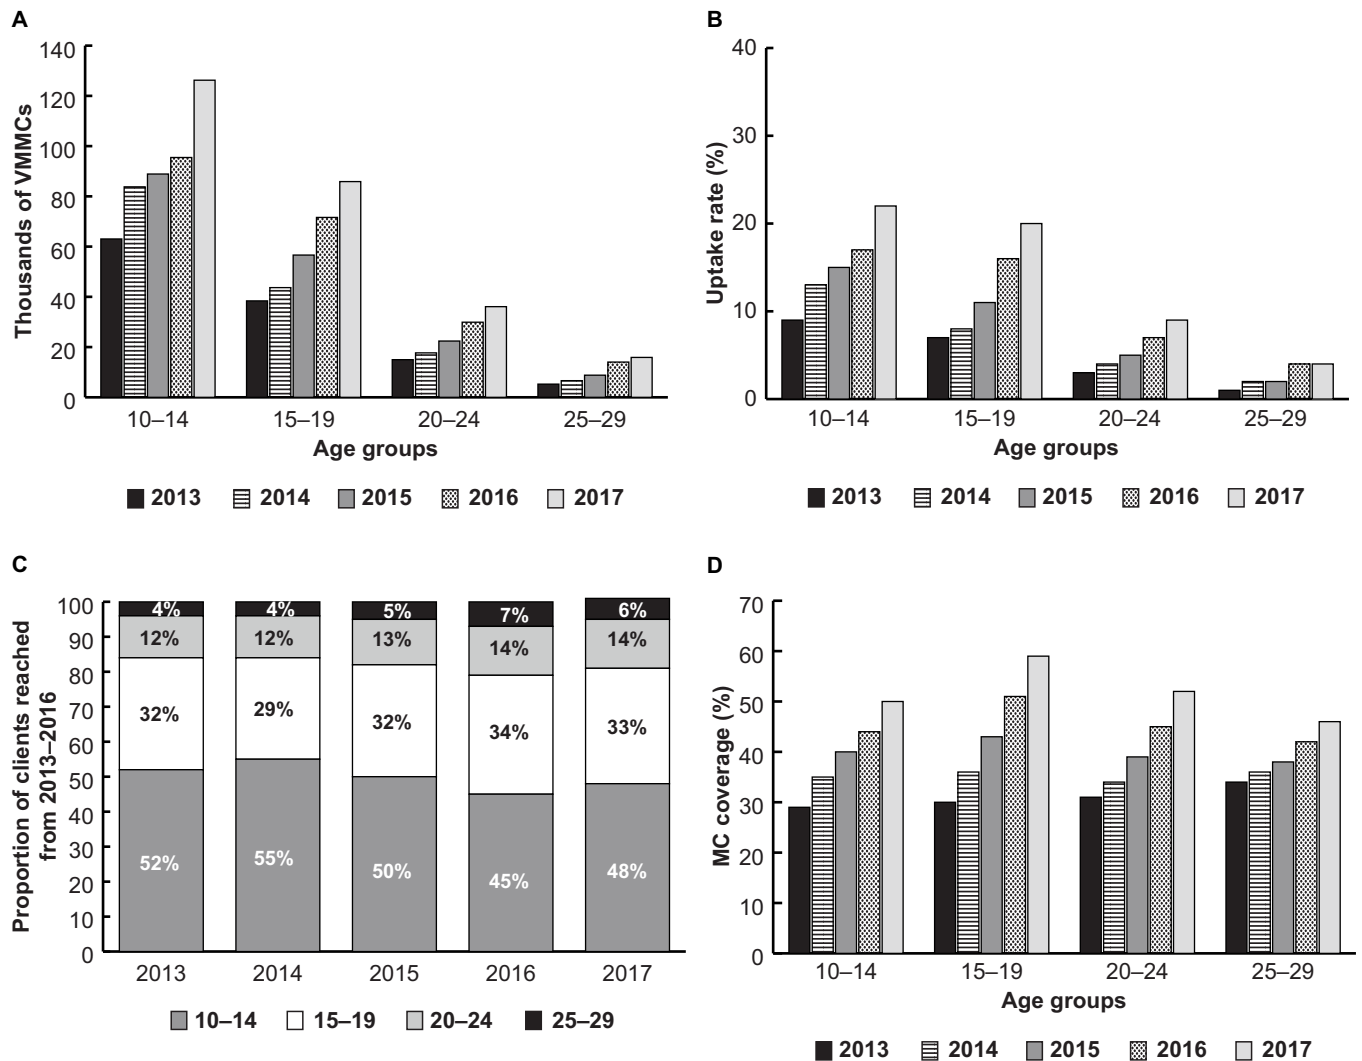 A
Thousands of VMMCs
140
120
100
80
60
40
20
0
10–14 15–19 20–24 25–29
Age groups
2013 2014 2015 2016 2017
B
Uptake rate (%)
40
30
20
10
0
10–14 15–19 20–24 25–29
Age groups
2013 2014 2015 2016 2017
C
Proportion of clients reached
from 2013–2016
100
90
80
70
60
50
40
30
20
10
0
4% 4% 5% 7% 6%
12% 12% 13% 14% 14%
32% 29% 32% 34% 33%
52% 55% 50% 45% 48%
2013 2014 2015 2016 2017
10–14 15–19 20–24 25–29
D
MC coverage (%)
70
60
50
40
30
20
10
0
10–14 15–19 20–24 25–29
Age groups
2013 2014 2015 2016 2017